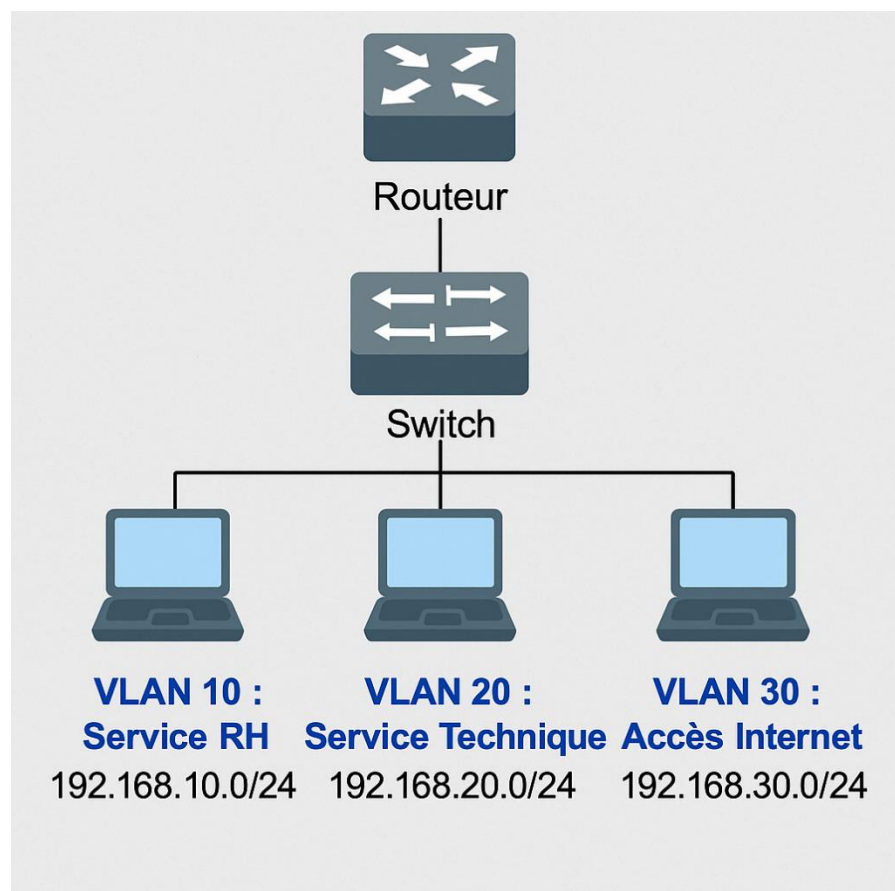 Routeur
Switch
VLAN 10 :
Service RH
192.168.10.0/24
VLAN 20 :
Service Technique
192.168.20.0/24
VLAN 30 :
Accès Internet
192.168.30.0/24